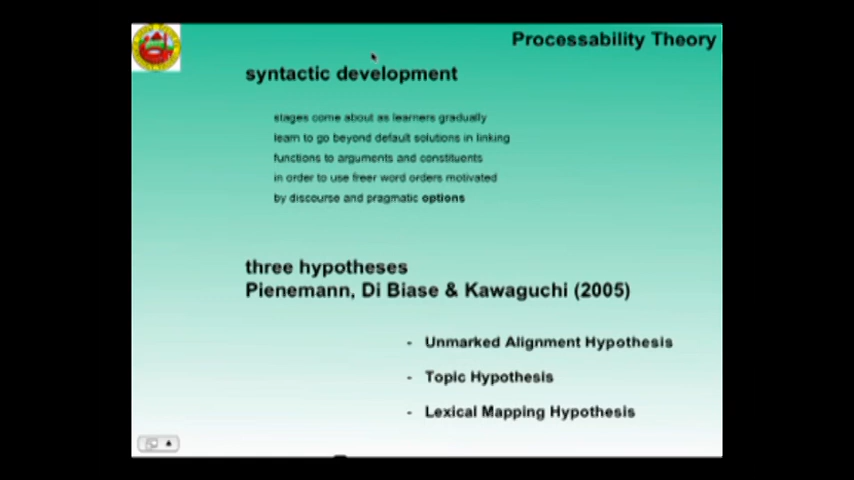 Processability Theory
syntactic development
stages come about as learners gradually
learn to go beyond default solutions in linking
functions to arguments and constituents
in order to use freer word orders motivated
by discourse and pragmatic options
three hypotheses
Pienemann, Di Biase & Kawaguchi (2005)
- Unmarked Alignment Hypothesis
- Topic Hypothesis
- Lexical Mapping Hypothesis